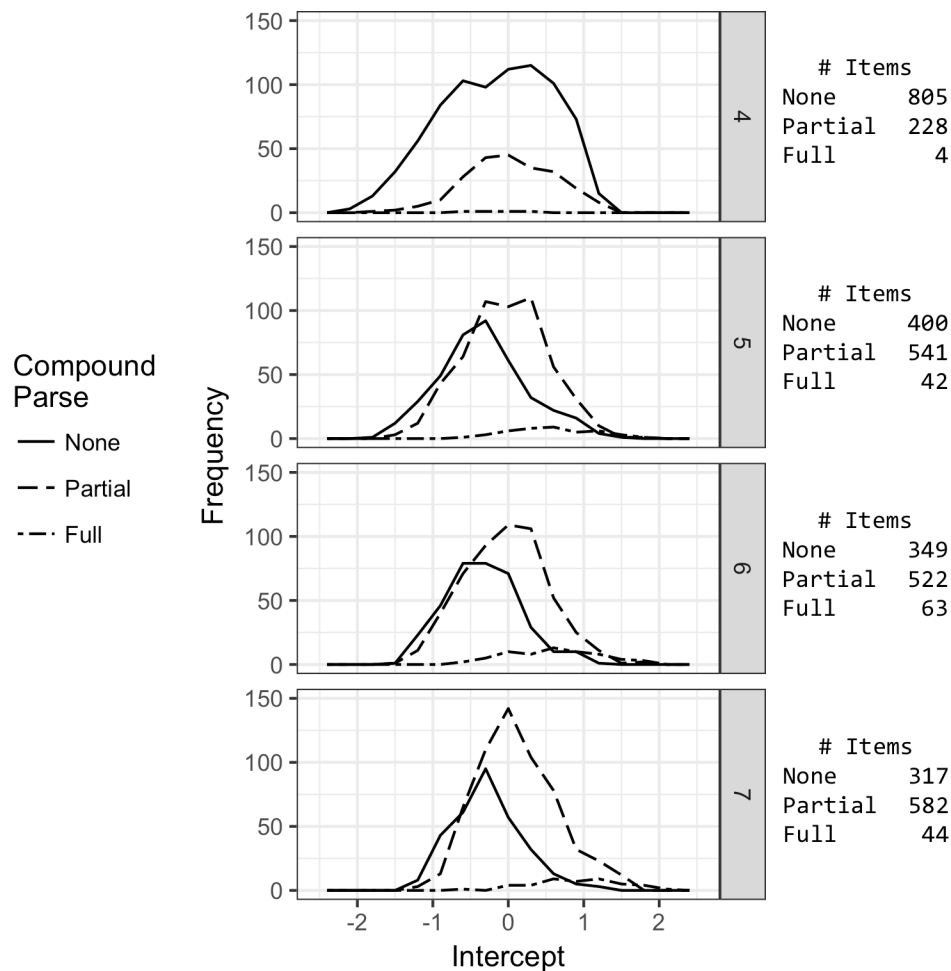 Compound
Parse
None
Partial
Full
Frequency
150
100
50
0
4
# Items
None 805
Partial 228
Full 4
150
100
50
0
5
# Items
None 400
Partial 541
Full 42
150
100
50
0
6
# Items
None 349
Partial 522
Full 63
150
100
50
0
7
# Items
None 317
Partial 582
Full 44
-2 -1 0 1 2
Intercept